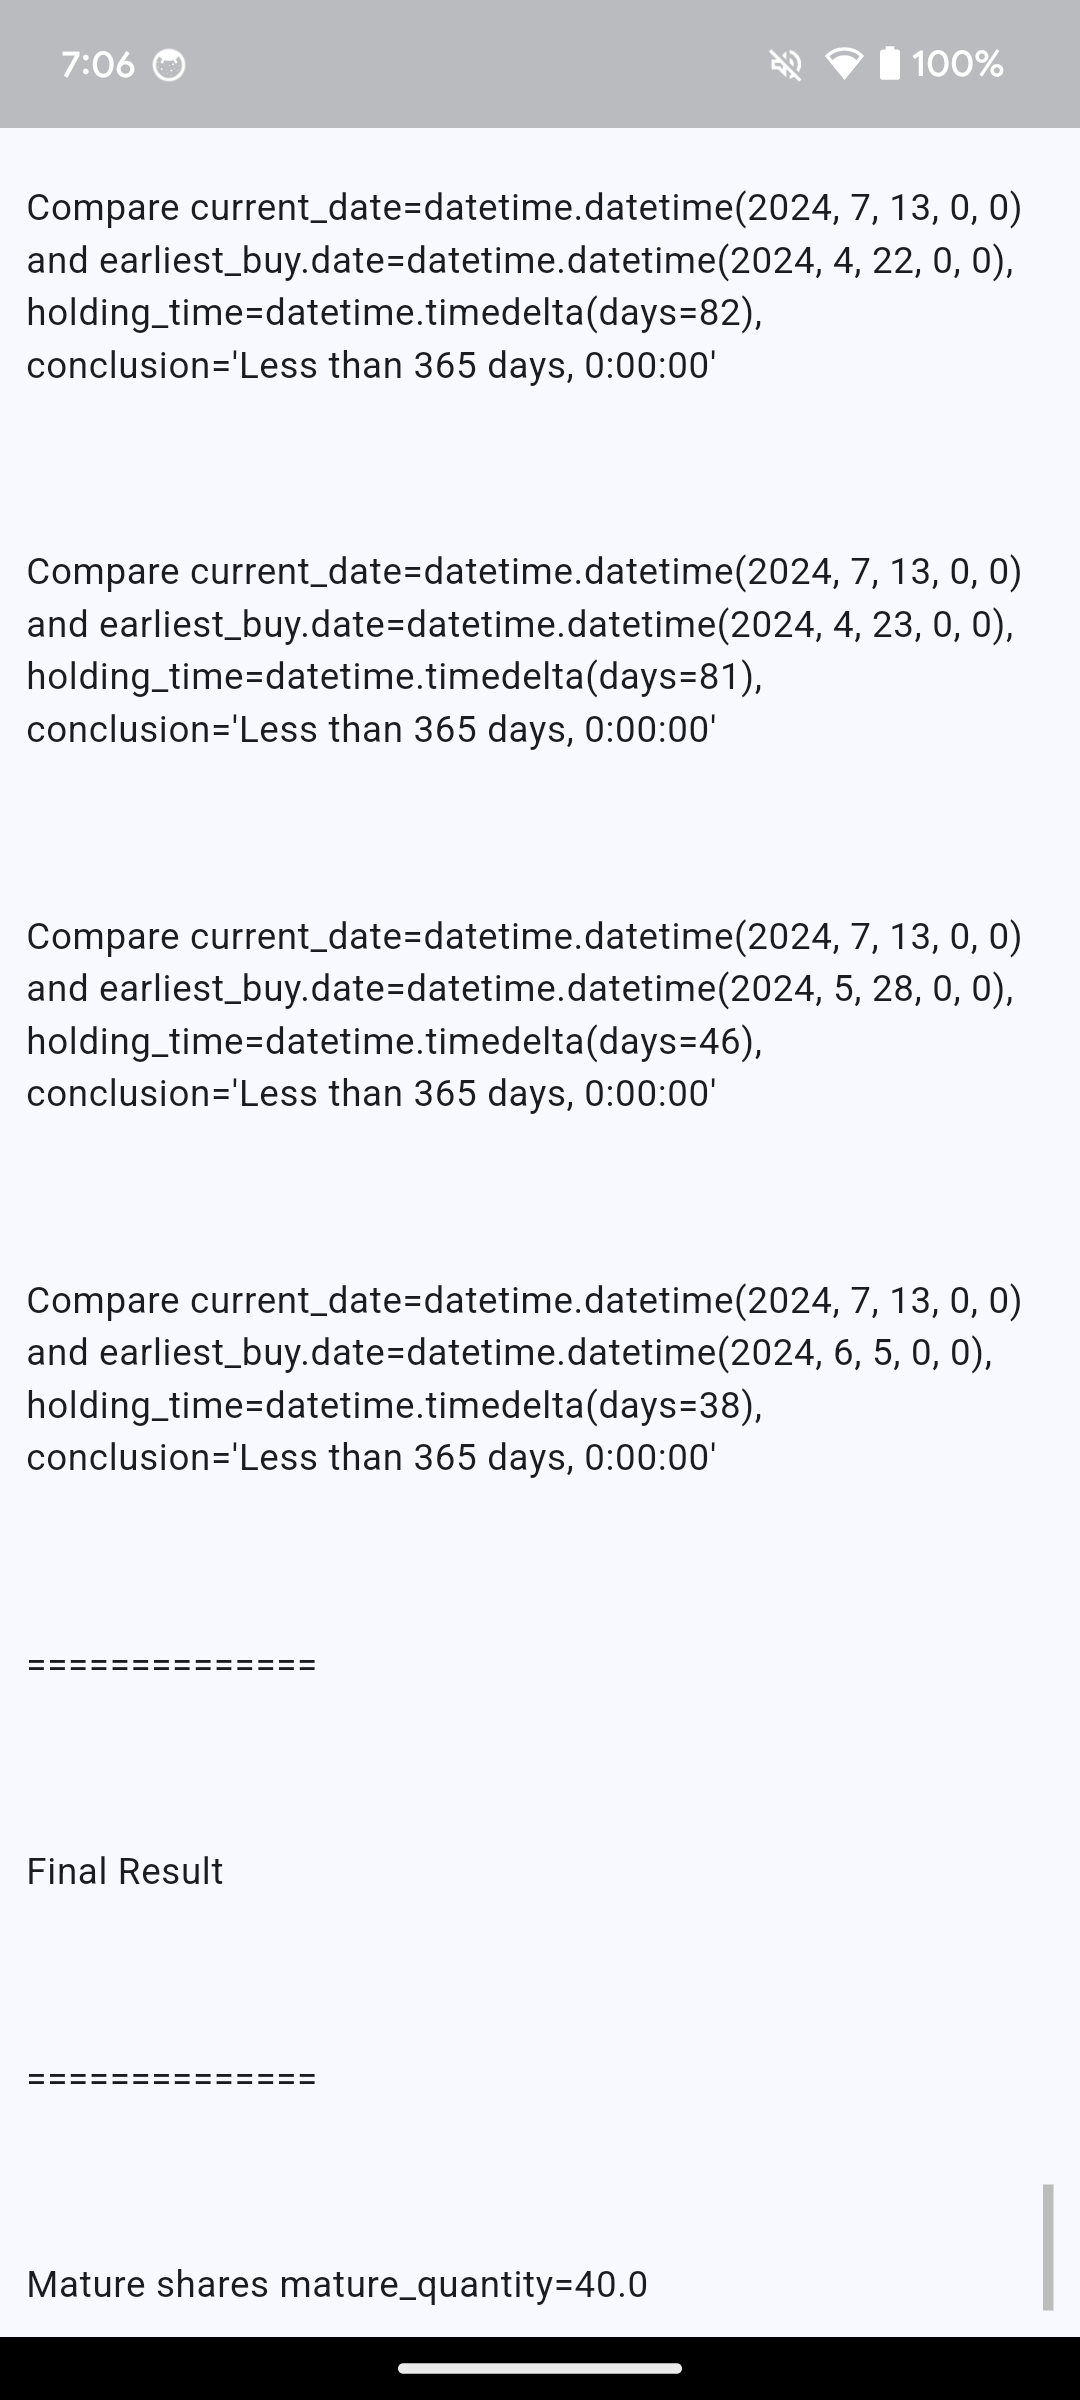 7:06
100%
Compare current_date=datetime.datetime(2024, 7, 13, 0, 0)
and earliest_buy.date=datetime.datetime(2024, 4, 22, 0, 0),
holding_time=datetime.timedelta(days=82),
conclusion='Less than 365 days, 0:00:00'
Compare current_date=datetime.datetime(2024, 7, 13, 0, 0)
and earliest_buy.date=datetime.datetime(2024, 4, 23, 0, 0),
holding_time=datetime.timedelta(days=81),
conclusion='Less than 365 days, 0:00:00'
Compare current_date=datetime.datetime(2024, 7, 13, 0, 0)
and earliest_buy.date=datetime.datetime(2024, 5, 28, 0, 0),
holding_time=datetime.timedelta(days=46),
conclusion='Less than 365 days, 0:00:00'
Compare current_date=datetime.datetime(2024, 7, 13, 0, 0)
and earliest_buy.date=datetime.datetime(2024, 6, 5, 0, 0),
holding_time=datetime.timedelta(days=38),
conclusion='Less than 365 days, 0:00:00'
==============
Final Result
==============
Mature shares mature_quantity=40.0